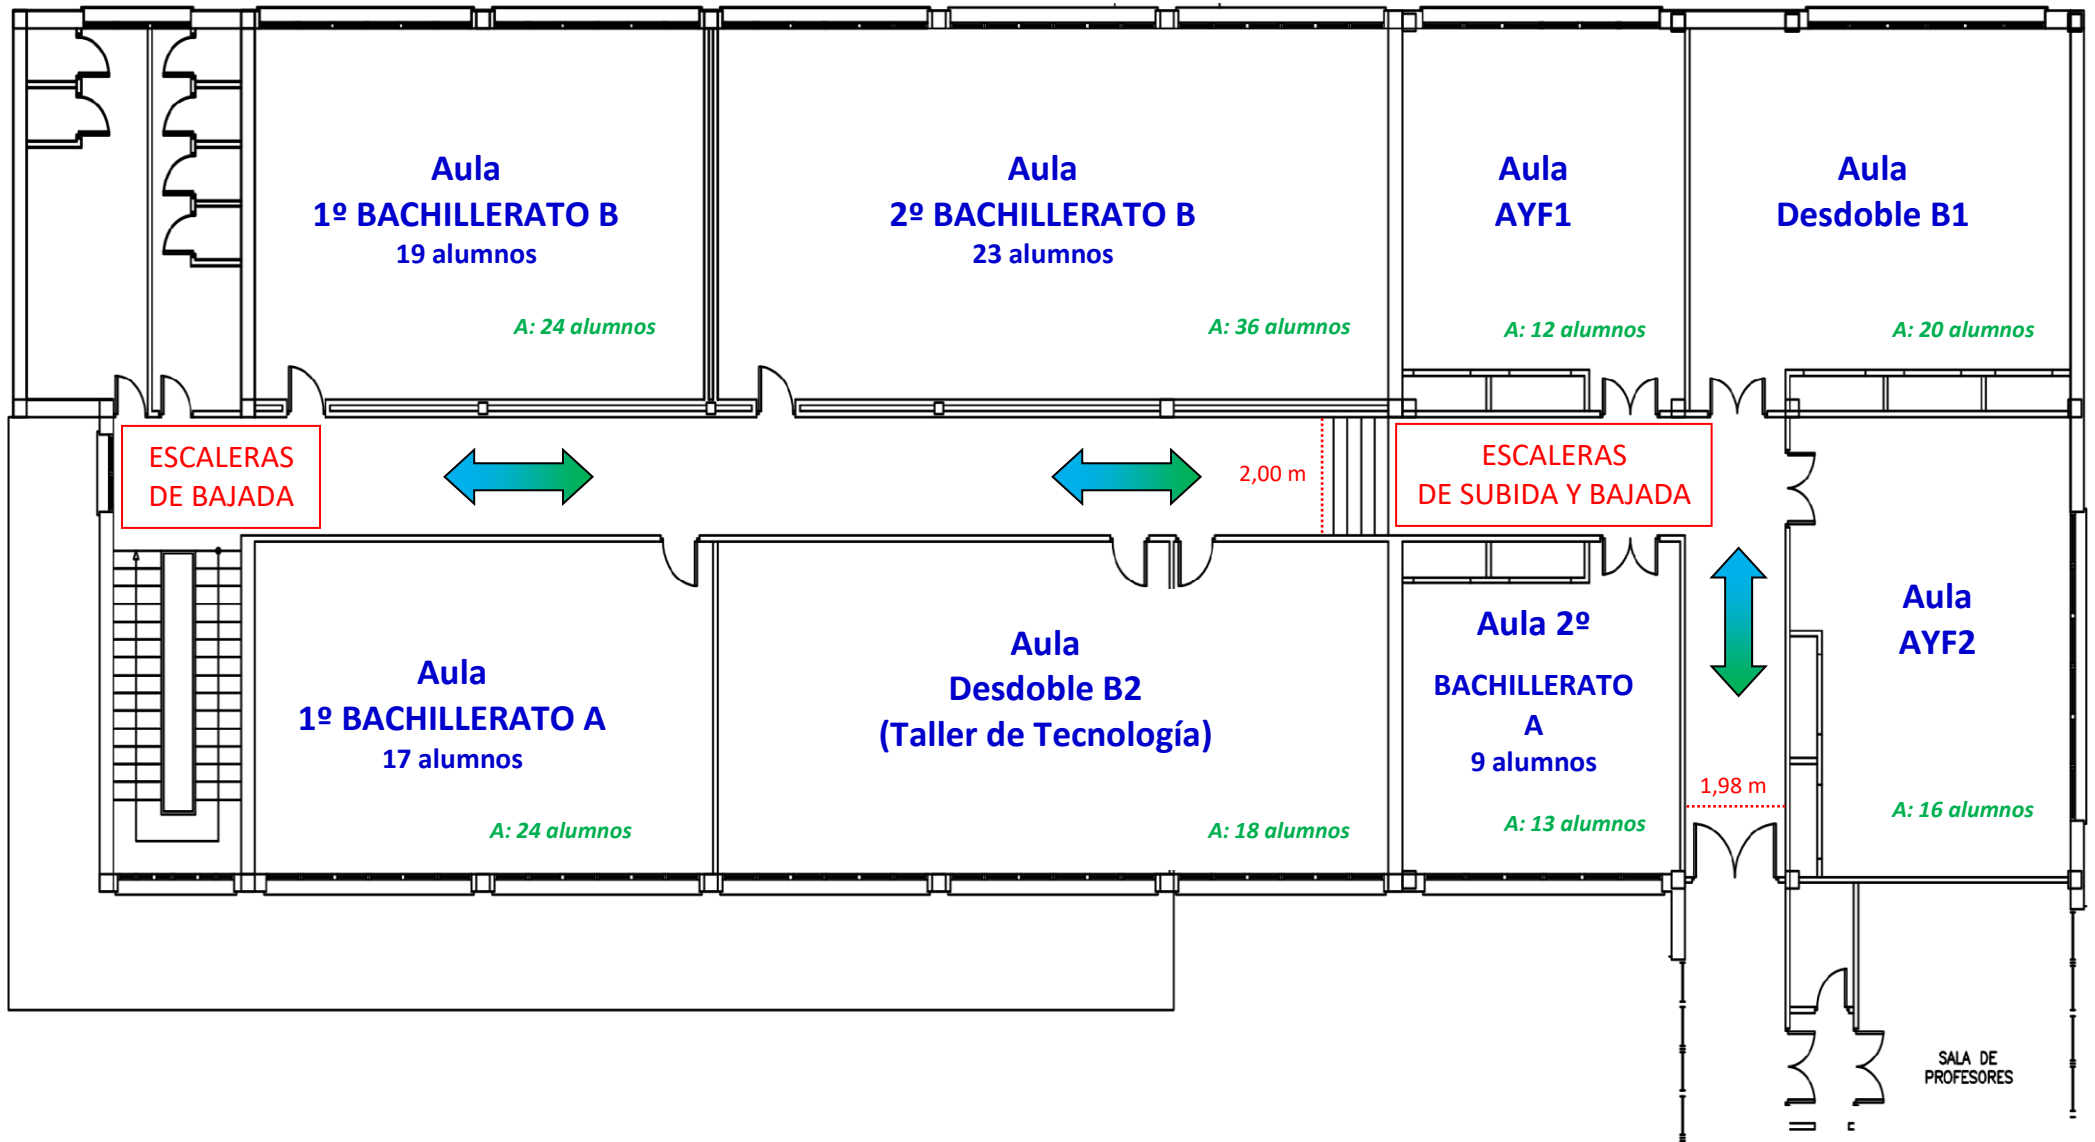 Aula
1º BACHILLERATO B
19 alumnos
A: 24 alumnos
Aula
2º BACHILLERATO B
23 alumnos
A: 36 alumnos
Aula
AYF1
A: 12 alumnos
Aula
Desdoble B1
A: 20 alumnos
ESCALERAS
DE BAJADA
2,00 m
ESCALERAS
DE SUBIDA Y BAJADA
Aula
1º BACHILLERATO A
17 alumnos
A: 24 alumnos
Aula
Desdoble B2
(Taller de Tecnología)
A: 18 alumnos
Aula 2º
BACHILLERATO
A
9 alumnos
A: 13 alumnos
1,98 m
Aula
AYF2
A: 16 alumnos
SALA DE
PROFESORES